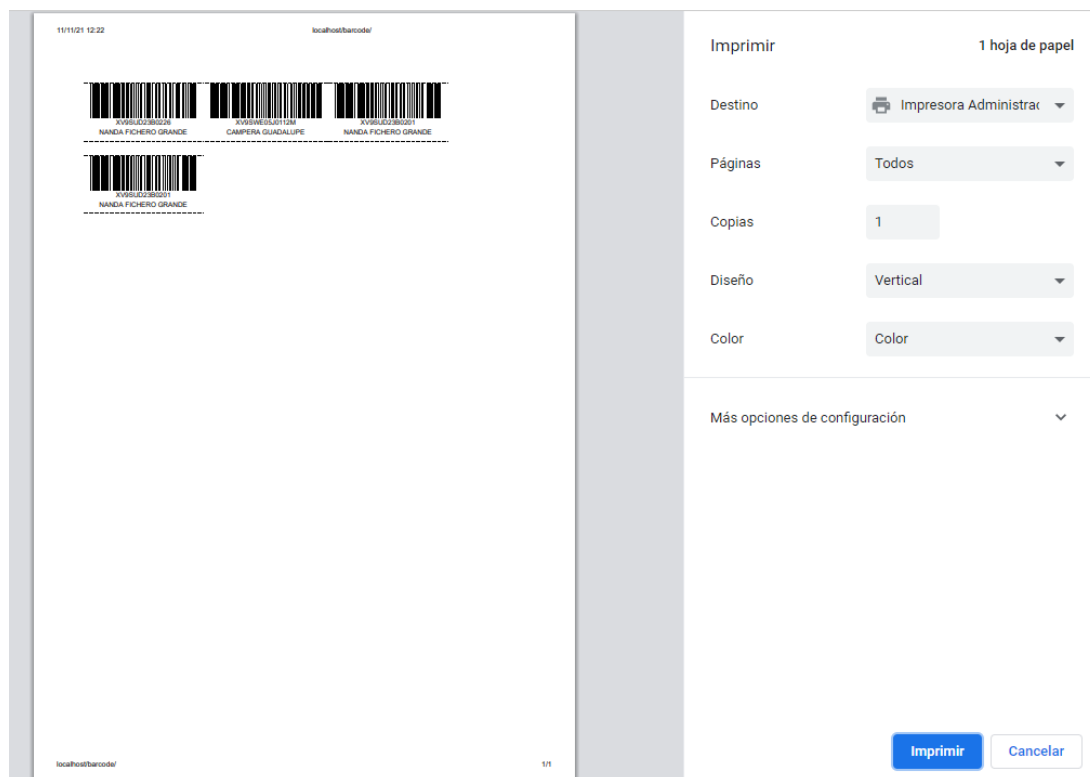 11/11/21 12:22 localhost/barcode/
XV9SUD23B0226 XV9SWE05J0112M XV9SUD23B0201
NANDA FICHERO GRANDE CAMPERA GUADALUPE NANDA FICHERO GRANDE
XV9SUD23B0201
NANDA FICHERO GRANDE
localhost/barcode/ 1/1
Imprimir 1 hoja de papel
Destino Impresora Administrac
Páginas Todos
Copias 1
Diseño Vertical
Color Color
Más opciones de configuración
Imprimir Cancelar